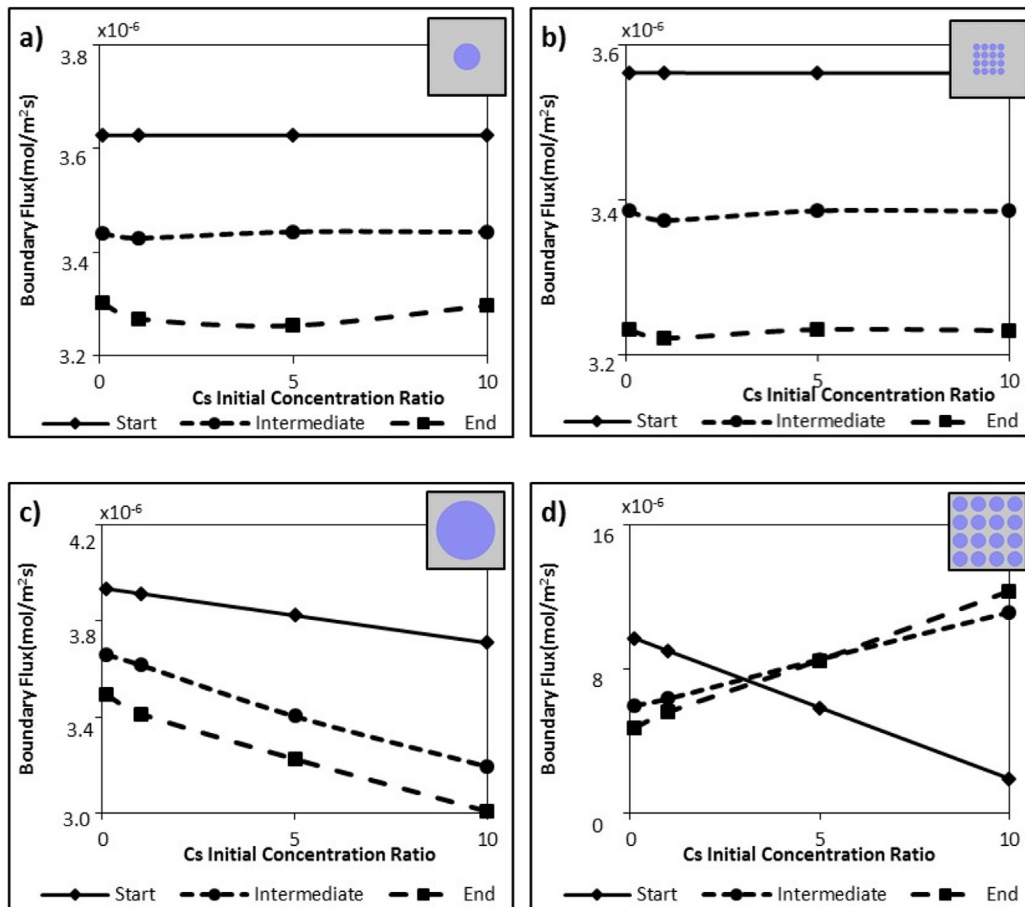 a)
x10⁻⁶
3.8
3.6
3.4
3.2
Boundary Flux(mol/m²s)
0
5
10
Cs Initial Concentration Ratio
Start
Intermediate
End
b)
x10⁻⁶
3.6
3.4
3.2
Boundary Flux(mol/m²s)
0
5
10
Cs Initial Concentration Ratio
Start
Intermediate
End
c)
x10⁻⁶
4.2
3.8
3.4
3.0
Boundary Flux(mol/m²s)
0
5
10
Cs Initial Concentration Ratio
Start
Intermediate
End
d)
x10⁻⁶
16
8
0
Boundary Flux(mol/m²s)
0
5
10
Cs Initial Concentration Ratio
Start
Intermediate
End